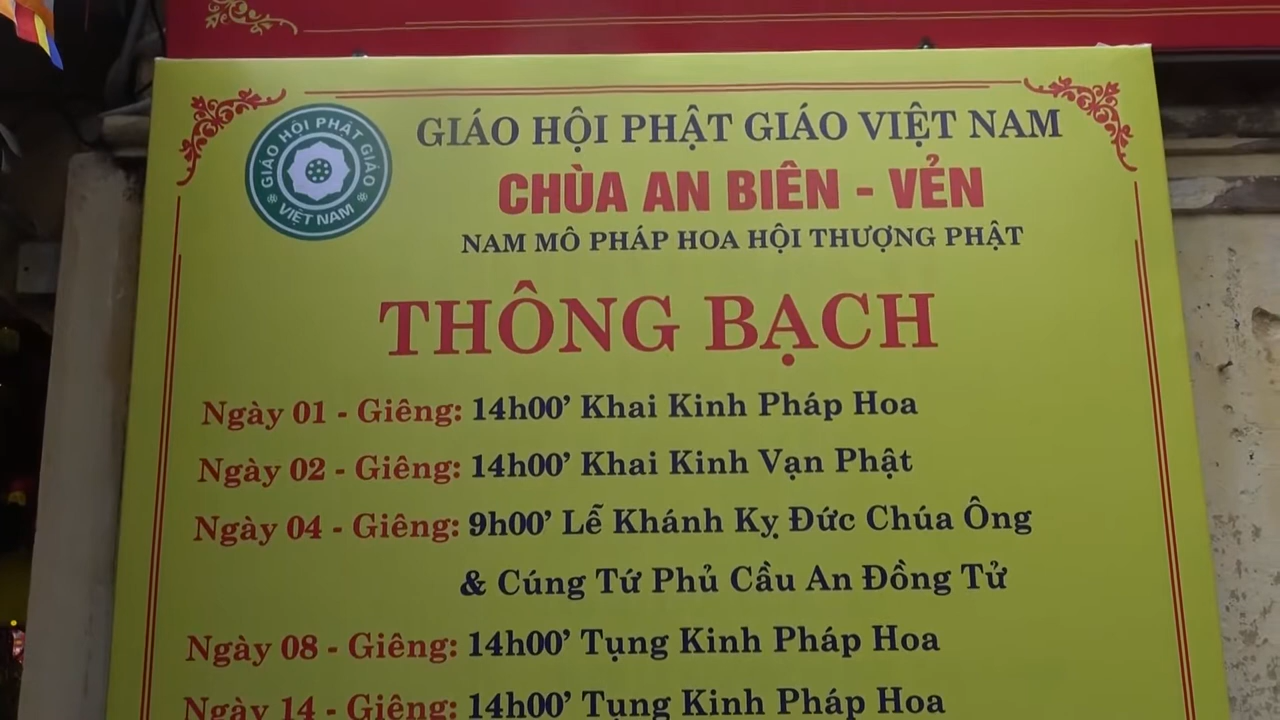 GIÁO HỘI PHẬT GIÁO VIỆT NAM
GIÁO HỘI PHẬT GIÁO
VIỆT NAM
CHÙA AN BIÊN - VẺN
NAM MÔ PHÁP HOA HỘI THƯỢNG PHẬT
THÔNG BẠCH
Ngày 01 - Giêng: 14h00’ Khai Kinh Pháp Hoa
Ngày 02 - Giêng: 14h00’ Khai Kinh Vạn Phật
Ngày 04 - Giêng: 9h00’ Lễ Khánh Kỵ Đức Chúa Ông
& Cúng Tứ Phủ Cầu An Đồng Tử
Ngày 08 - Giêng: 14h00’ Tụng Kinh Pháp Hoa
Ngày 14 - Giêng: 14h00’ Tụng Kinh Pháp Hoa